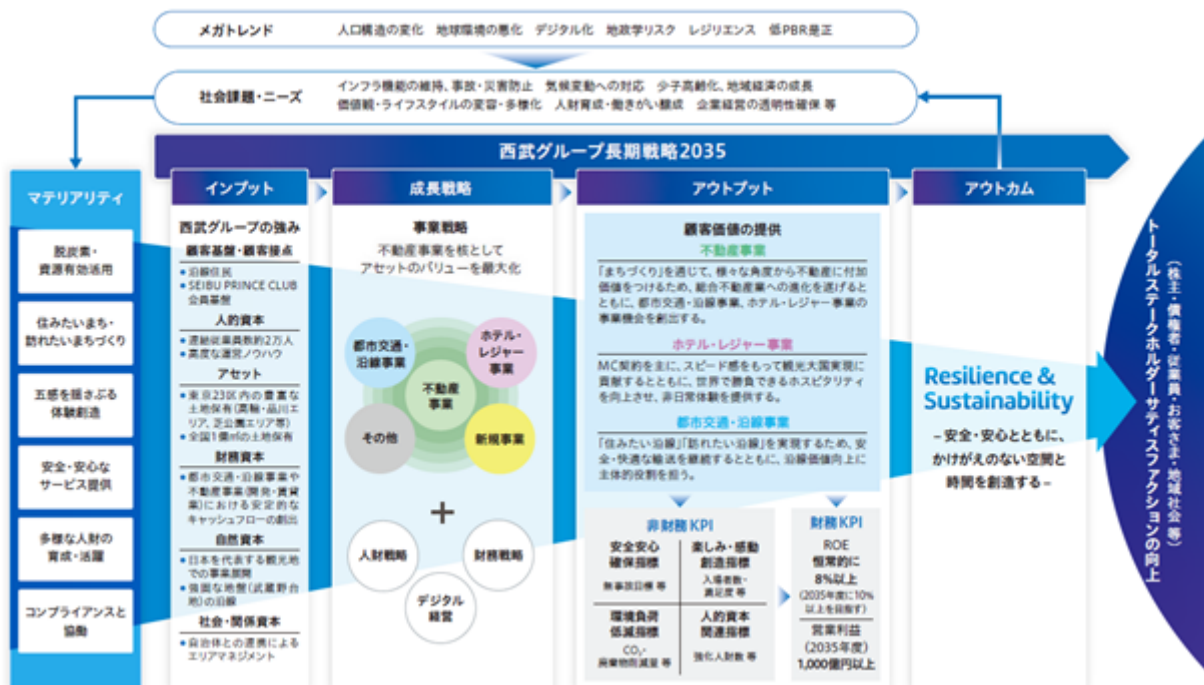 メガトレンド
人口構造の変化 地球環境の悪化 デジタル化 地政学リスク レジリエンス 低PBR是正
社会課題・ニーズ
インフラ機能の維持、事故・災害防止 気候変動への対応 少子高齢化、地域経済の成長
価値観・ライフスタイルの変容・多様化 人財育成・働きがい醸成 企業経営の透明性確保 等
西武グループ長期戦略2035
マテリアリティ
脱炭素・
資源有効活用
住みたいまち・
訪れたいまちづくり
五感を揺さぶる
体験創造
安全・安心な
サービス提供
多様な人財の
育成・活躍
コンプライアンスと
協働
インプット
西武グループの強み
顧客基盤・顧客接点
● 沿線住民
● SEIBU PRINCE CLUB
会員基盤
人的資本
● 連結従業員数約2万人
● 高度な運営ノウハウ
アセット
● 東京23区内の豊富な
土地保有(高輪・品川エ
リア、芝公園エリア等)
● 全国1億㎡の土地保有
財務資本
● 都市交通・沿線事業や
不動産事業(開発・賃貸
業)における安定的な
キャッシュフローの創出
自然資本
● 日本を代表する観光地
での事業展開
● 強固な地盤(武蔵野台
地)の沿線
社会・関係資本
● 自治体との連携による
エリアマネジメント
成長戦略
事業戦略
不動産事業を核として
アセットのバリューを最大化
都市交通・
沿線事業
ホテル・
レジャー
事業
不動産
事業
その他
新規事業
+
人財戦略
財務戦略
デジタル
経営
アウトプット
顧客価値の提供
不動産事業
「まちづくり」を通じて、様々な角度から不動産に付加
価値をつけるため、総合不動産業への進化を遂げると
ともに、都市交通・沿線事業、ホテル・レジャー事業の
事業機会を創出する。
ホテル・レジャー事業
MC契約を主に、スピード感をもって観光大国実現に
貢献するとともに、世界で勝負できるホスピタリティ
を向上させ、非日常体験を提供する。
都市交通・沿線事業
「住みたい沿線」「訪れたい沿線」を実現するため、安
全・快適な輸送を継続するとともに、沿線価値向上に
主体的役割を担う。
非財務KPI
安全安心
確保指標
無事故目標 等
楽しみ・感動
創造指標
入場者数・
満足度 等
環境負荷
低減指標
CO₂・
廃棄物削減量 等
人的資本
関連指標
強化人財数 等
財務KPI
ROE
恒常的に
8%以上
(2035年度に10%
以上を目指す)
営業利益
(2035年度)
1,000億円以上
アウトカム
Resilience &
Sustainability
– 安全・安心とともに、
かけがえのない空間と
時間を創造する –
トータルステークホルダーサティスファクションの向上
(株主・債権者・従業員・お客さま・地域社会 等)